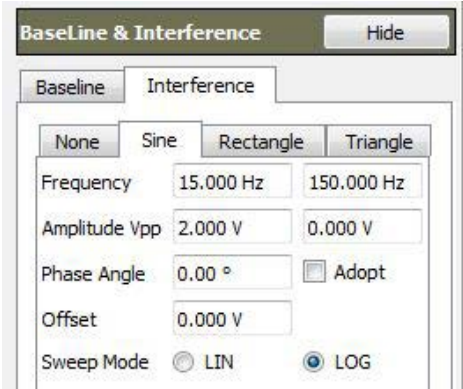 BaseLine & Interference Hide
Baseline Interference
None Sine Rectangle Triangle
Frequency 15.000 Hz 150.000 Hz
Amplitude Vpp 2.000 V 0.000 V
Phase Angle 0.00 ° Adopt
Offset 0.000 V
Sweep Mode LIN LOG